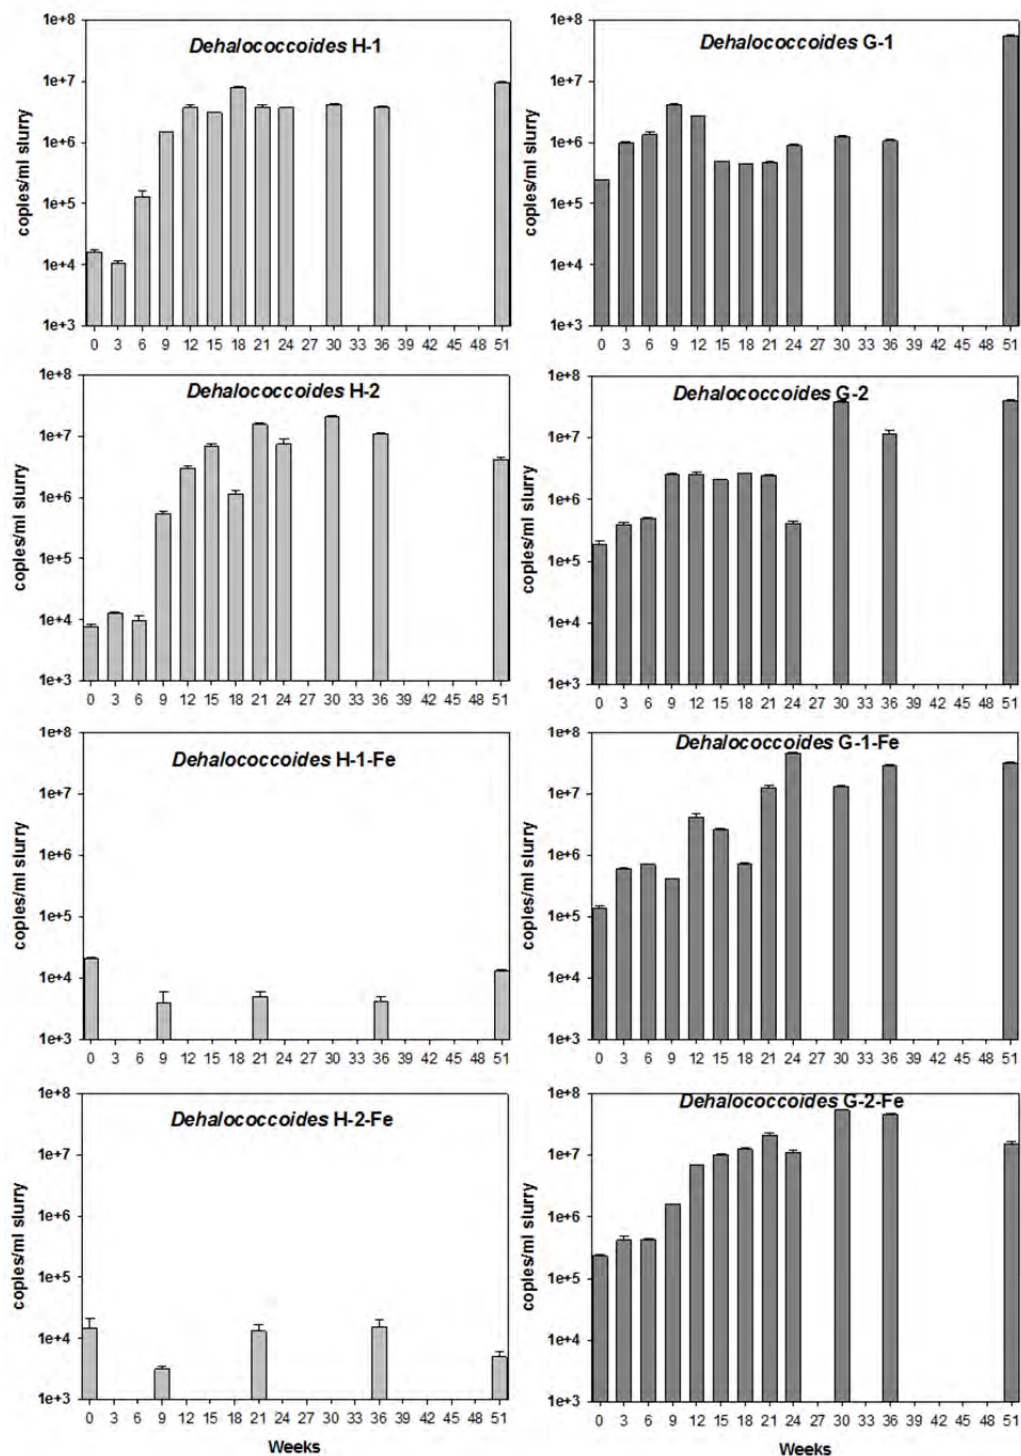 Dehalococcoides H-1
coples/ml slurry
1e+8
1e+7
1e+6
1e+5
1e+4
1e+3
0 3 6 9 12 15 18 21 24 27 30 33 36 39 42 45 48 51
Dehalococcoides G-1
coples/ml slurry
1e+8
1e+7
1e+6
1e+5
1e+4
1e+3
0 3 6 9 12 15 18 21 24 27 30 33 36 39 42 45 48 51
Dehalococcoides H-2
coples/ml slurry
1e+8
1e+7
1e+6
1e+5
1e+4
1e+3
0 3 6 9 12 15 18 21 24 27 30 33 36 39 42 45 48 51
Dehalococcoides G-2
coples/ml slurry
1e+8
1e+7
1e+6
1e+5
1e+4
1e+3
0 3 6 9 12 15 18 21 24 27 30 33 36 39 42 45 48 51
Dehalococcoides H-1-Fe
coples/ml slurry
1e+8
1e+7
1e+6
1e+5
1e+4
1e+3
0 3 6 9 12 15 18 21 24 27 30 33 36 39 42 45 48 51
Dehalococcoides G-1-Fe
coples/ml slurry
1e+8
1e+7
1e+6
1e+5
1e+4
1e+3
0 3 6 9 12 15 18 21 24 27 30 33 36 39 42 45 48 51
Dehalococcoides H-2-Fe
coples/ml slurry
1e+8
1e+7
1e+6
1e+5
1e+4
1e+3
0 3 6 9 12 15 18 21 24 27 30 33 36 39 42 45 48 51
Weeks
Dehalococcoides G-2-Fe
coples/ml slurry
1e+8
1e+7
1e+6
1e+5
1e+4
1e+3
0 3 6 9 12 15 18 21 24 27 30 33 36 39 42 45 48 51
Weeks